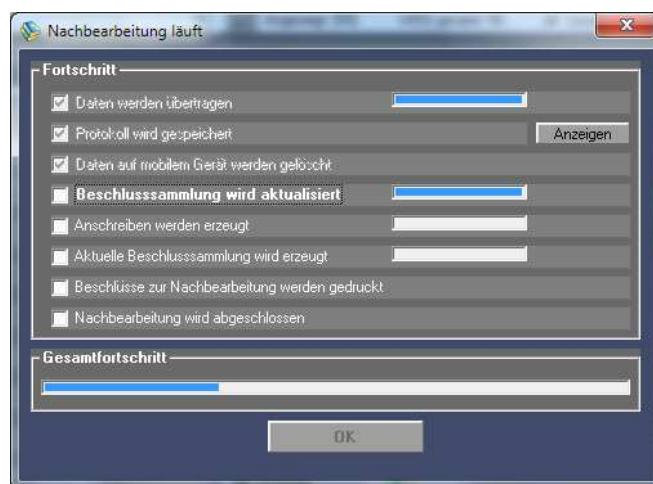 Nachbearbeitung läuft
Fortschritt
Daten werden übertragen
Protokoll wird gespeichert
Anzeigen
Daten auf mobilem Gerät werden gelöscht
Beschlusssammlung wird aktualisiert
Anschreiben werden erzeugt
Aktuelle Beschlusssammlung wird erzeugt
Beschlüsse zur Nachbearbeitung werden gedruckt
Nachbearbeitung wird abgeschlossen
Gesamtfortschritt
OK